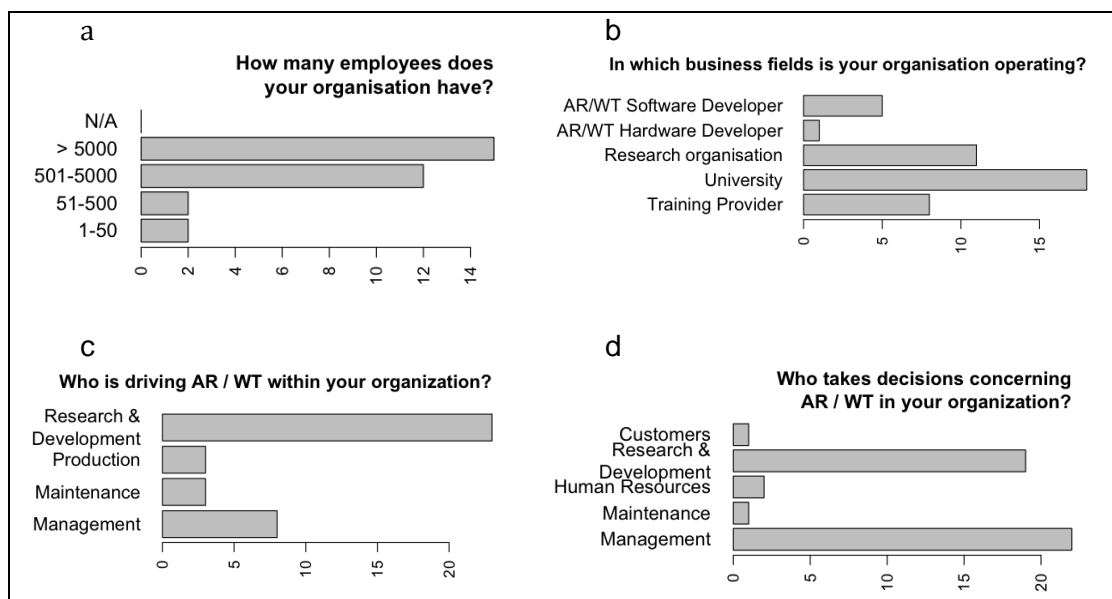 a
How many employees does
your organisation have?
N/A
> 5000
501-5000
51-500
1-50
0 2 4 6 8 10 12 14
b
In which business fields is your organisation operating?
AR/WT Software Developer
AR/WT Hardware Developer
Research organisation
University
Training Provider
0 5 10 15
c
Who is driving AR / WT within your organization?
Research &
Development
Production
Maintenance
Management
0 5 10 15 20
d
Who takes decisions concerning
AR / WT in your organization?
Customers
Research &
Development
Human Resources
Maintenance
Management
0 5 10 15 20